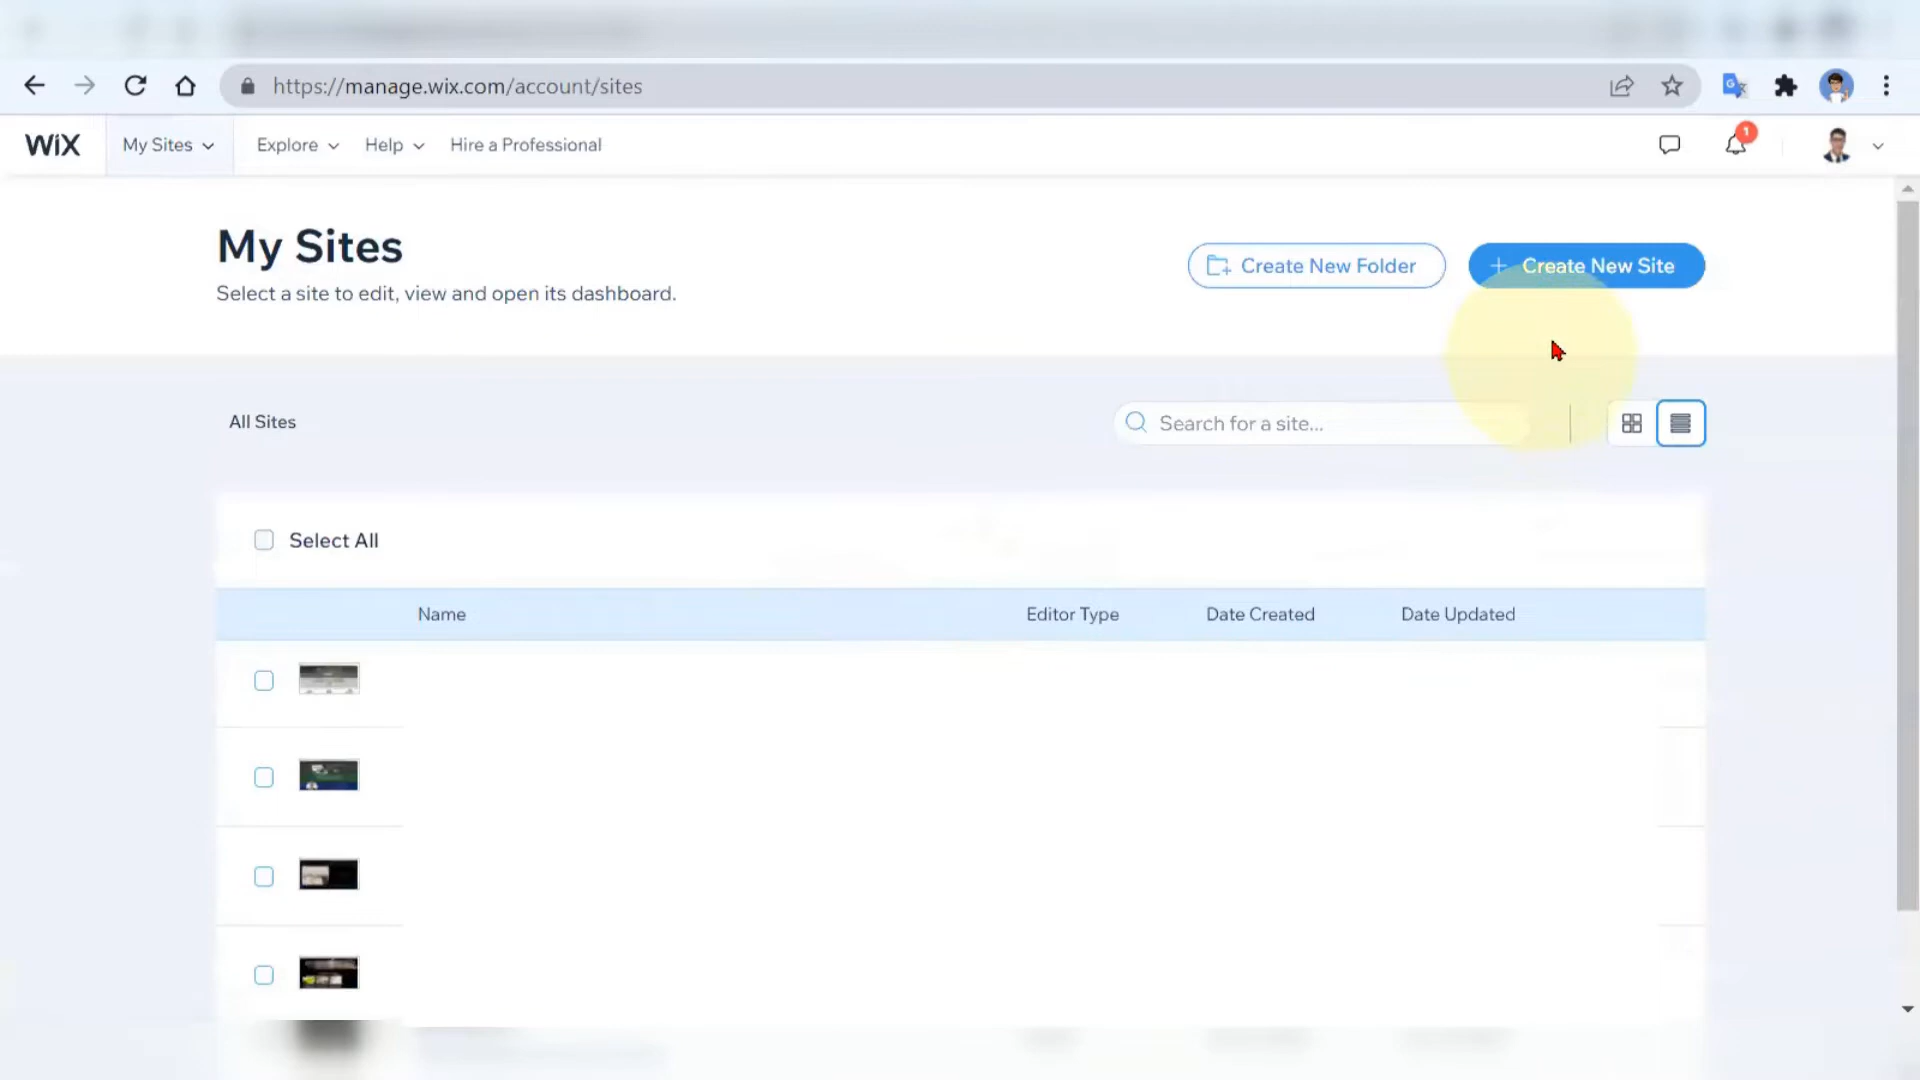 https://manage.wix.com/account/sites
WiX
My Sites
Explore
Help
Hire a Professional
1
My Sites
Select a site to edit, view and open its dashboard.
Create New Folder
+ Create New Site
All Sites
Search for a site...
Select All
Name
Editor Type
Date Created
Date Updated